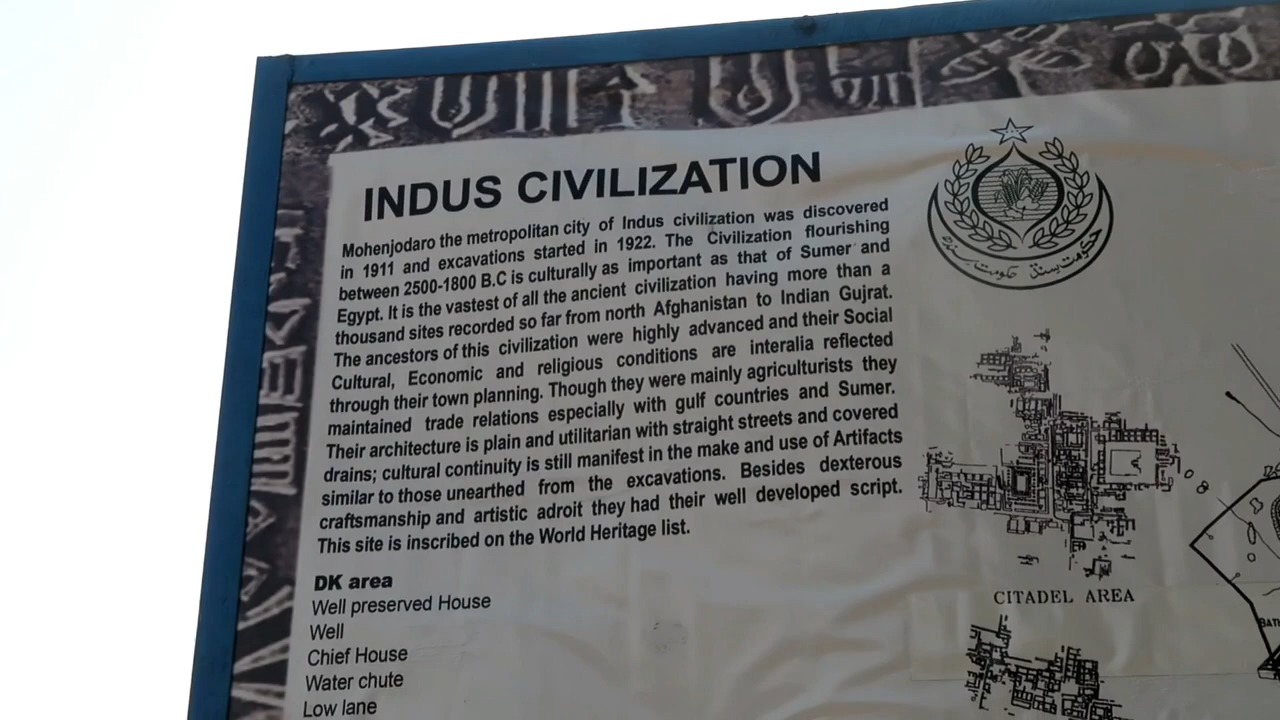 INDUS CIVILIZATION
Mohenjodaro the metropolitan city of Indus civilization was discovered
in 1911 and excavations started in 1922. The Civilization flourishing
between 2500-1800 B.C is culturally as important as that of Sumer and
Egypt. It is the vastest of all the ancient civilization having more than a
thousand sites recorded so far from north Afghanistan to Indian Gujrat.
The ancestors of this civilization were highly advanced and their Social
Cultural, Economic and religious conditions are interalia reflected
through their town planning. Though they were mainly agriculturists they
maintained trade relations especially with gulf countries and Sumer.
Their architecture is plain and utilitarian with straight streets and covered
drains; cultural continuity is still manifest in the make and use of Artifacts
similar to those unearthed from the excavations. Besides dexterous
craftsmanship and artistic adroit they had their well developed script.
This site is inscribed on the World Heritage list.
DK area
Well preserved House
Well
Chief House
Water chute
Low lane
CITADEL AREA